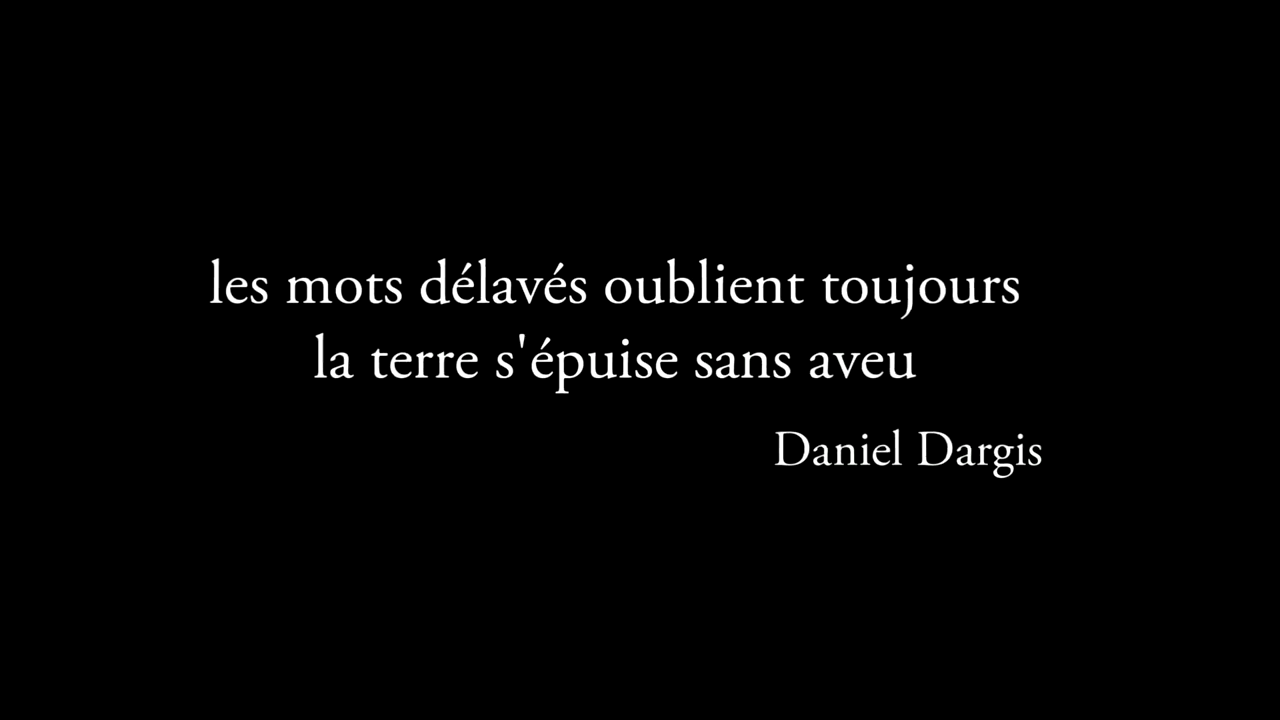 les mots délavés oublient toujours
la terre s'épuise sans aveu
Daniel Dargis